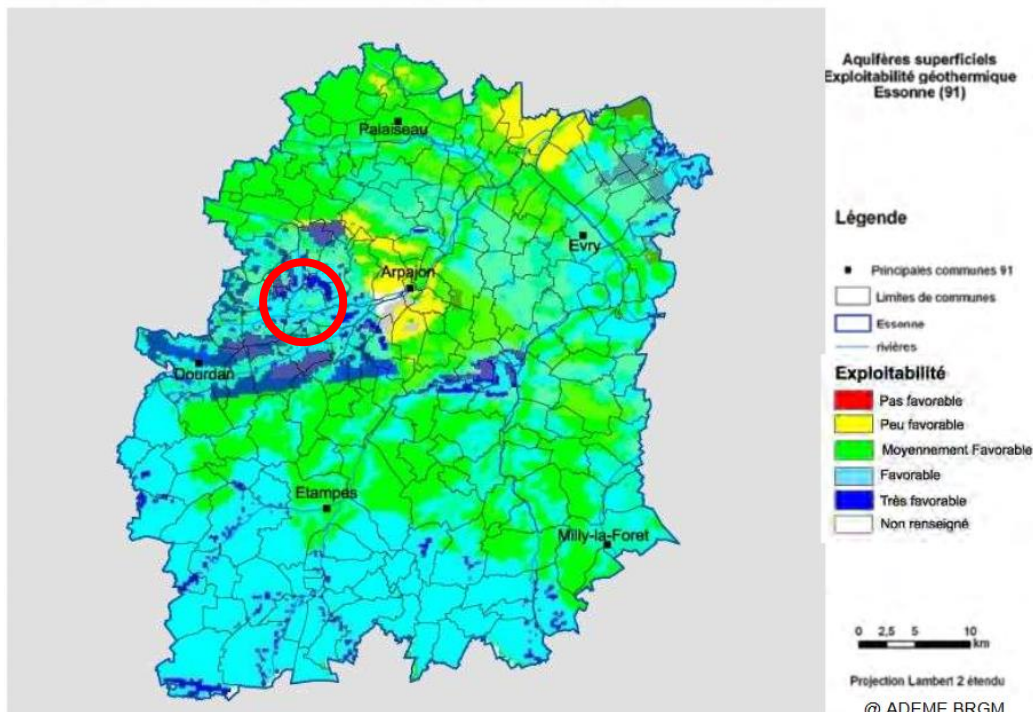 Aquifères superficiels
Exploitabilité géothermique
Essonne (91)
Palaiseau
Evry
Arpajon
Dourdan
Etampes
Milly-la-Foret
Légende
Principales communes 91
Limites de communes
Essonne
rivières
Exploitabilité
Pas favorable
Peu favorable
Moyennement Favorable
Favorable
Très favorable
Non renseigné
0 2,5 5 10
km
Projection Lambert 2 étendu
@ ADEME BRGM